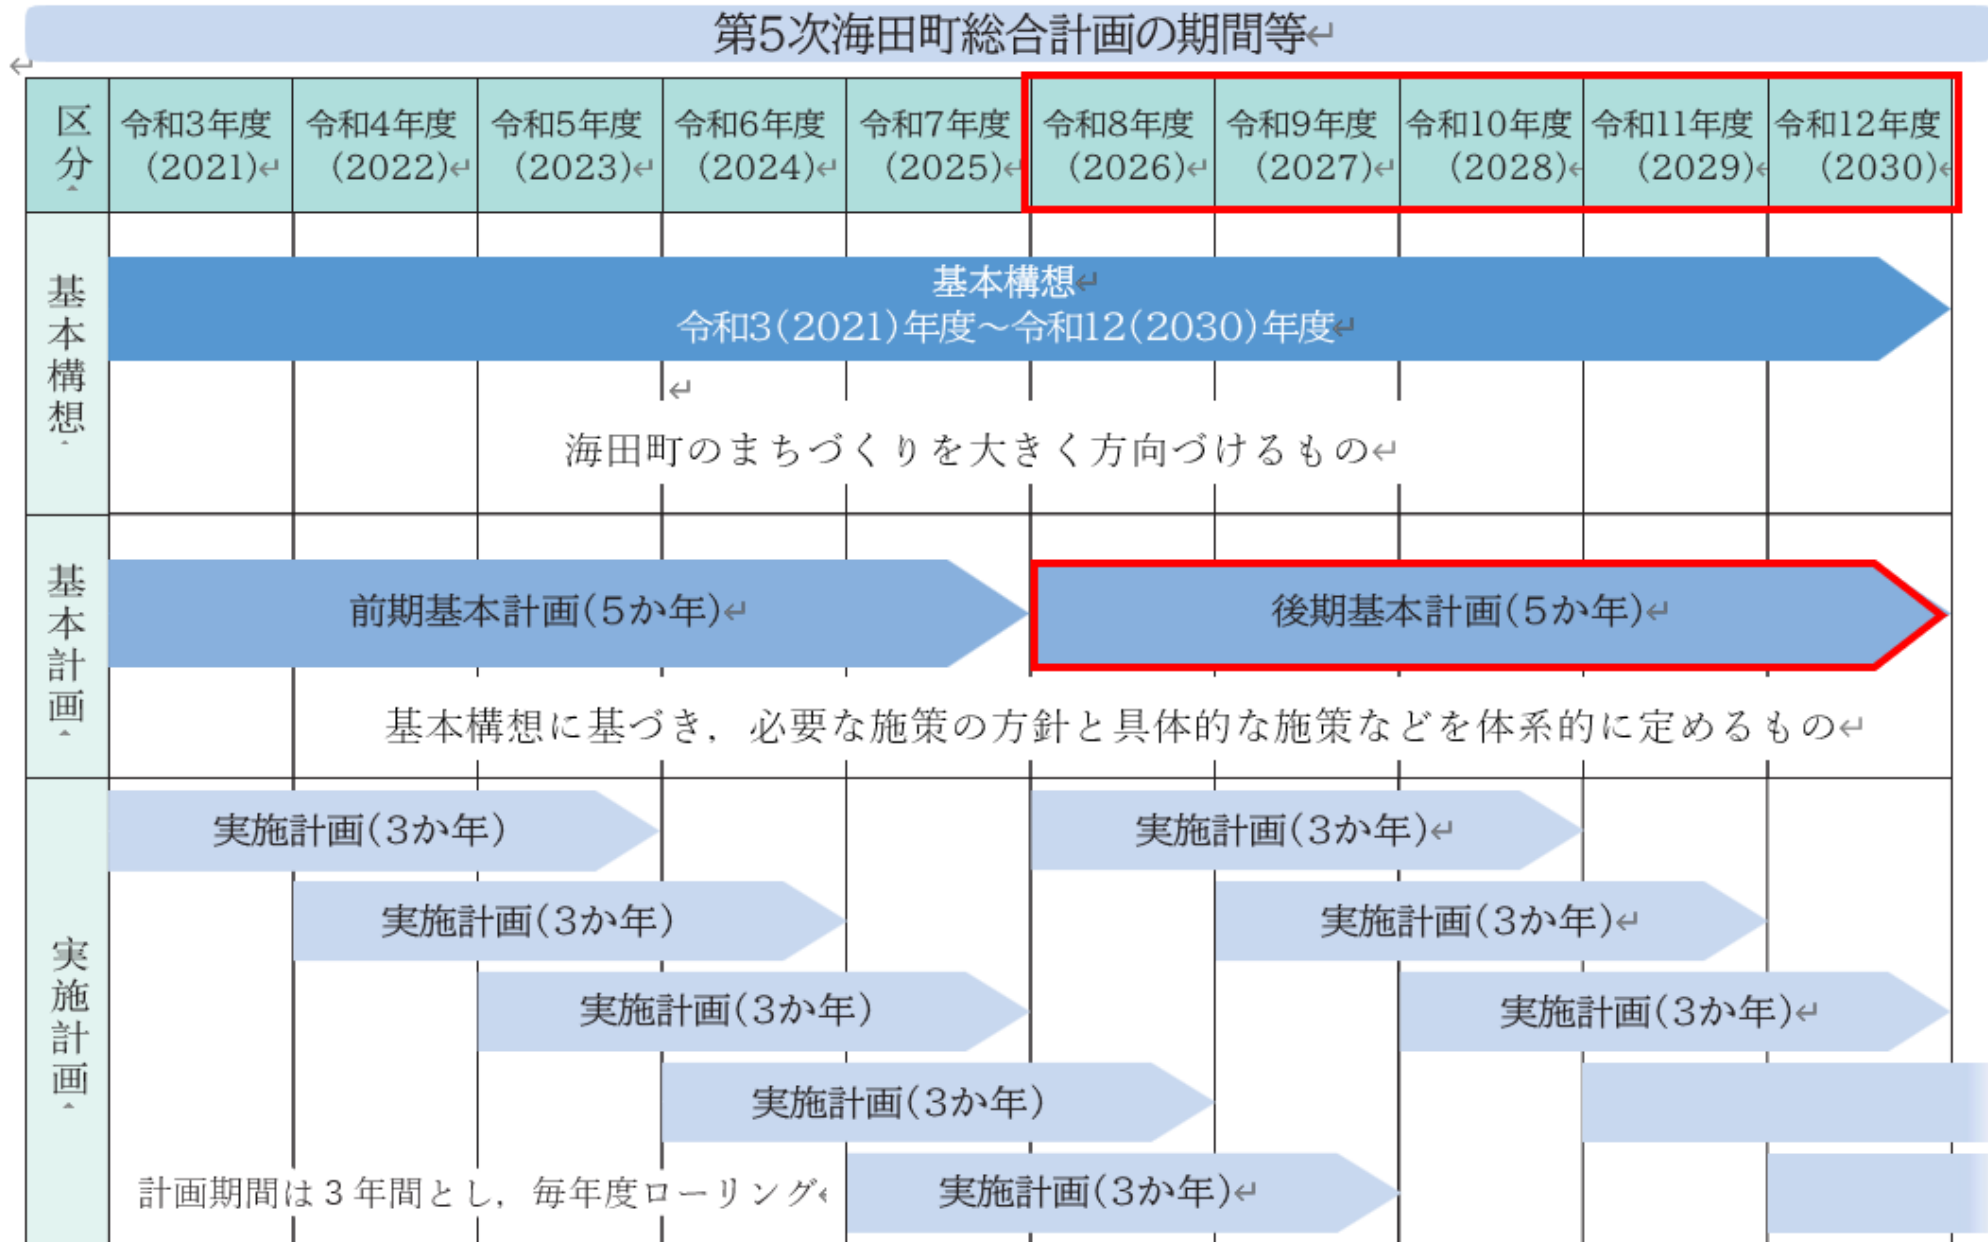 第5次海田町総合計画の期間等
区分
令和3年度
(2021)
令和4年度
(2022)
令和5年度
(2023)
令和6年度
(2024)
令和7年度
(2025)
令和8年度
(2026)
令和9年度
(2027)
令和10年度
(2028)
令和11年度
(2029)
令和12年度
(2030)
基本構想
基本構想
令和3(2021)年度～令和12(2030)年度
海田町のまちづくりを大きく方向づけるもの
基本計画
前期基本計画(5か年)
後期基本計画(5か年)
基本構想に基づき，必要な施策の方針と具体的な施策などを体系的に定めるもの
実施計画
実施計画(3か年)
実施計画(3か年)
実施計画(3か年)
実施計画(3か年)
実施計画(3か年)
実施計画(3か年)
実施計画(3か年)
計画期間は３年間とし，毎年度ローリング
実施計画(3か年)